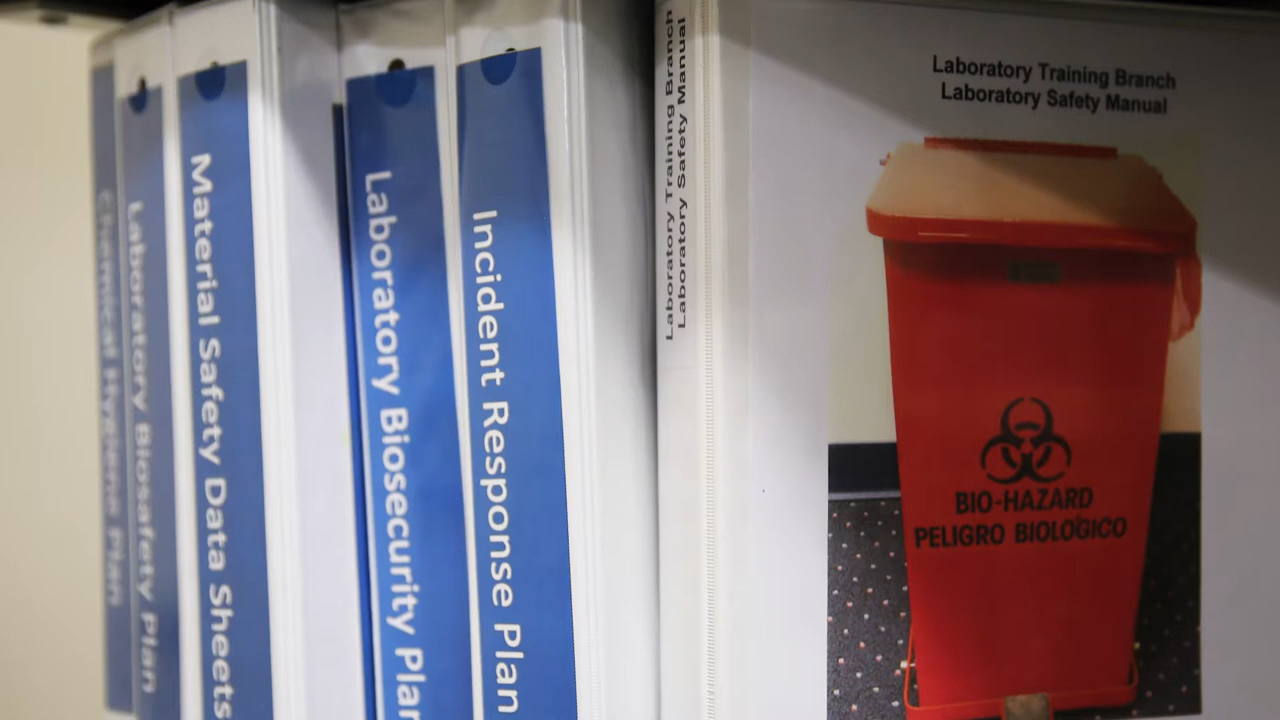 Chemical Hygiene Plan
Laboratory Biosafety Plan
Material Safety Data Sheets
Laboratory Biosecurity Plan
Incident Response Plan
Laboratory Training Branch
Laboratory Safety Manual
Laboratory Training Branch
Laboratory Safety Manual
BIO-HAZARD
PELIGRO BIOLOGICO